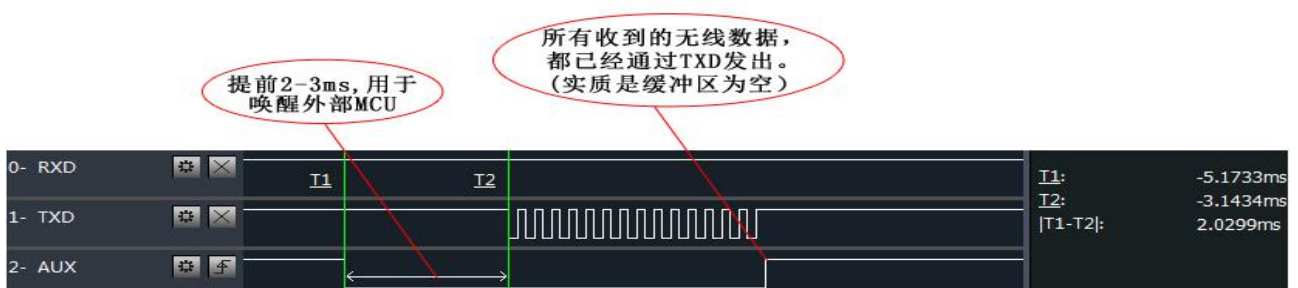 所有收到的无线数据，
都已经通过TXD发出。
(实质是缓冲区为空)
提前2-3ms,用于
唤醒外部MCU
0- RXD
T1
T2
T1: -5.1733ms
T2: -3.1434ms
|T1-T2|: 2.0299ms
1- TXD
2- AUX